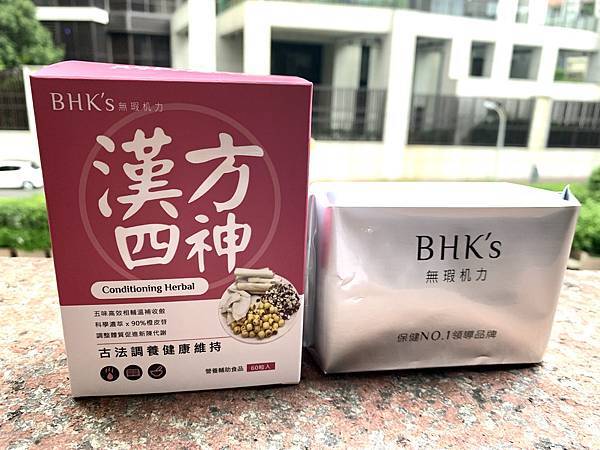 BHK's 無瑕机力
漢方
四神
Conditioning Herbal
五味高效相輔溫補收斂
科學濃萃 x 90%橙皮苷
調整體質促進新陳代謝
古法調養健康維持
營養輔助食品 60粒入
BHK's
無瑕机力
保健NO.1領導品牌